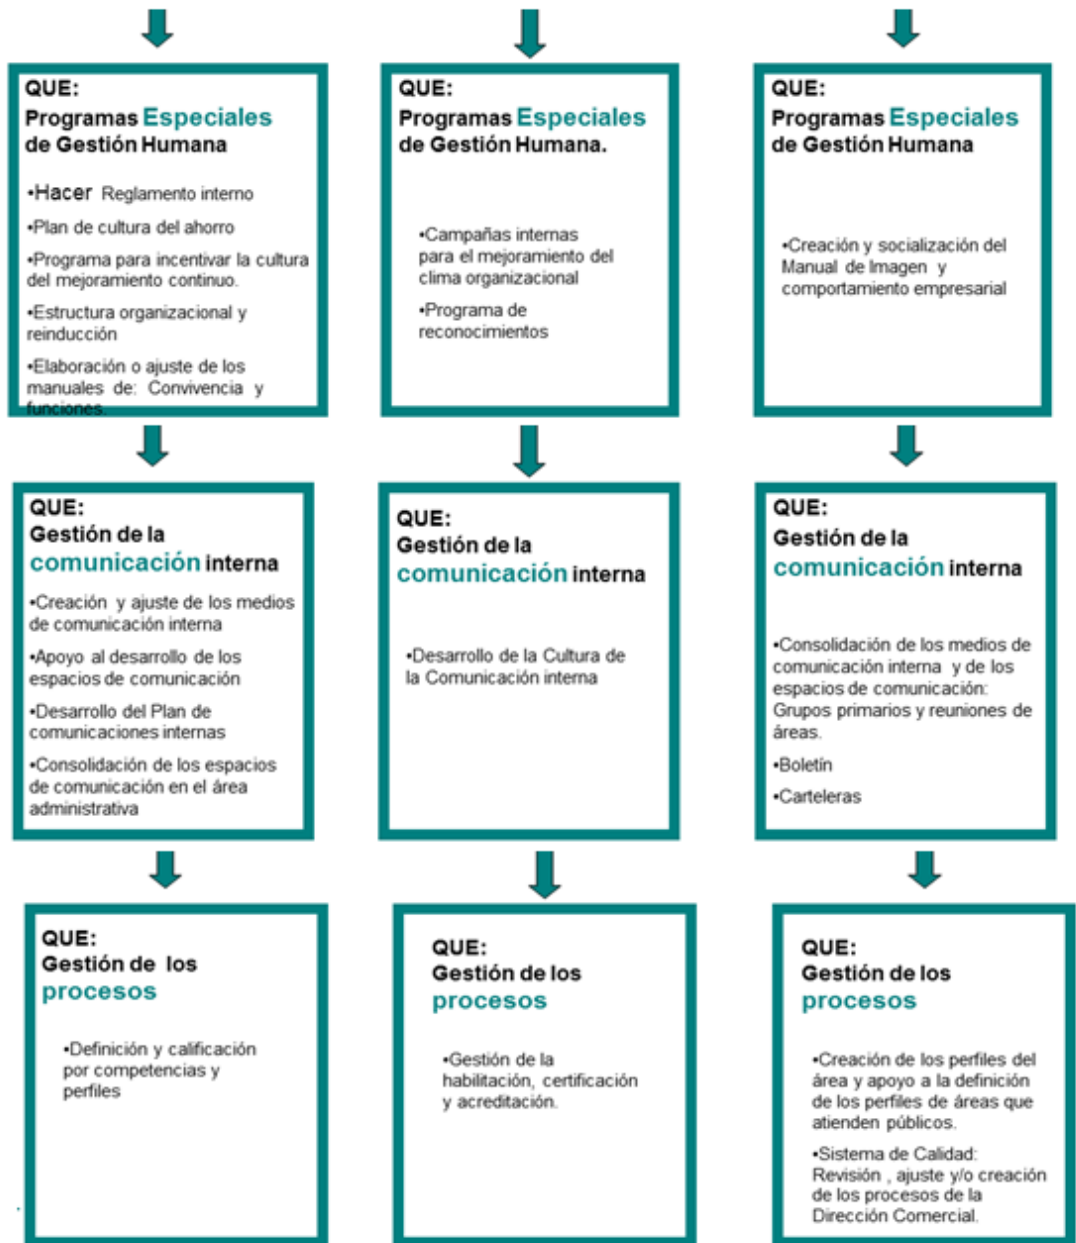 QUE:
Programas Especiales
de Gestión Humana
•Hacer Reglamento interno
•Plan de cultura del ahorro
•Programa para incentivar la cultura
del mejoramiento continuo.
•Estructura organizacional y
reinducción
•Elaboración o ajuste de los
manuales de: Convivencia y
funciones.
QUE:
Programas Especiales
de Gestión Humana.
•Campañas internas
para el mejoramiento del
clima organizacional
•Programa de
reconocimientos
QUE:
Programas Especiales
de Gestión Humana
•Creación y socialización del
Manual de Imagen y
comportamiento empresarial
QUE:
Gestión de la
comunicación interna
•Creación y ajuste de los medios
de comunicación interna
•Apoyo al desarrollo de los
espacios de comunicación
•Desarrollo del Plan de
comunicaciones internas
•Consolidación de los espacios
de comunicación en el área
administrativa
QUE:
Gestión de la
comunicación interna
•Desarrollo de la Cultura de
la Comunicación interna
QUE:
Gestión de la
comunicación interna
•Consolidación de los medios de
comunicación interna y de los
espacios de comunicación:
Grupos primarios y reuniones de
áreas.
•Boletín
•Carteleras
QUE:
Gestión de los
procesos
•Definición y calificación
por competencias y
perfiles
QUE:
Gestión de los
procesos
•Gestión de la
habilitación, certificación
y acreditación.
QUE:
Gestión de los
procesos
•Creación de los perfiles del
área y apoyo a la definición
de los perfiles de áreas que
atienden públicos.
•Sistema de Calidad:
Revisión , ajuste y/o creación
de los procesos de la
Dirección Comercial.